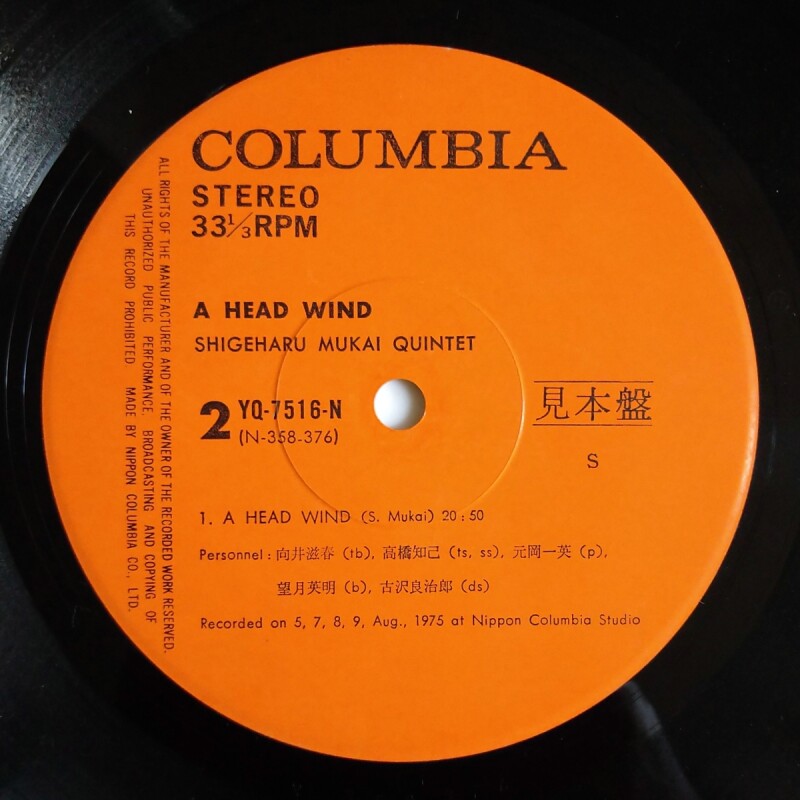 COLUMBIA
STEREO
33⅓RPM
A HEAD WIND
SHIGEHARU MUKAI QUINTET
2 YQ-7516-N
(N-358-376)
見本盤
S
1. A HEAD WIND (S. Mukai) 20:50
Personnel : 向井滋春 (tb), 高橋知己 (ts, ss), 元岡一英 (p),
望月英明 (b), 古沢良治郎 (ds)
Recorded on 5, 7, 8, 9, Aug., 1975 at Nippon Columbia Studio
ALL RIGHTS OF THE MANUFACTURER AND OF THE OWNER OF THE RECORDED WORK RESERVED.
UNAUTHORIZED PUBLIC PERFORMANCE, BROADCASTING AND COPYING OF
THIS RECORD PROHIBITED MADE BY NIPPON COLUMBIA CO., LTD.